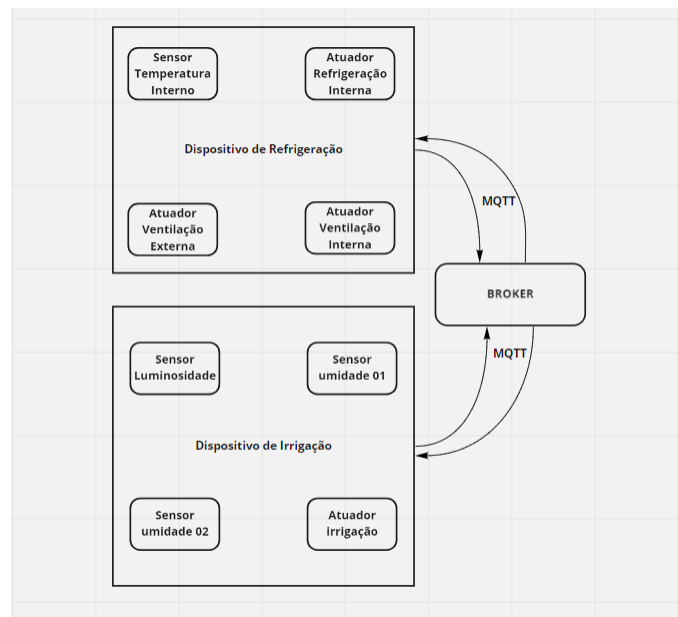 Sensor
Temperatura
Interno
Atuador
Refrigeração
Interna
Dispositivo de Refrigeração
Atuador
Ventilação
Externa
Atuador
Ventilação
Interna
MQTT
BROKER
MQTT
Sensor
Luminosidade
Sensor
umidade 01
Dispositivo de Irrigação
Sensor
umidade 02
Atuador
irrigação